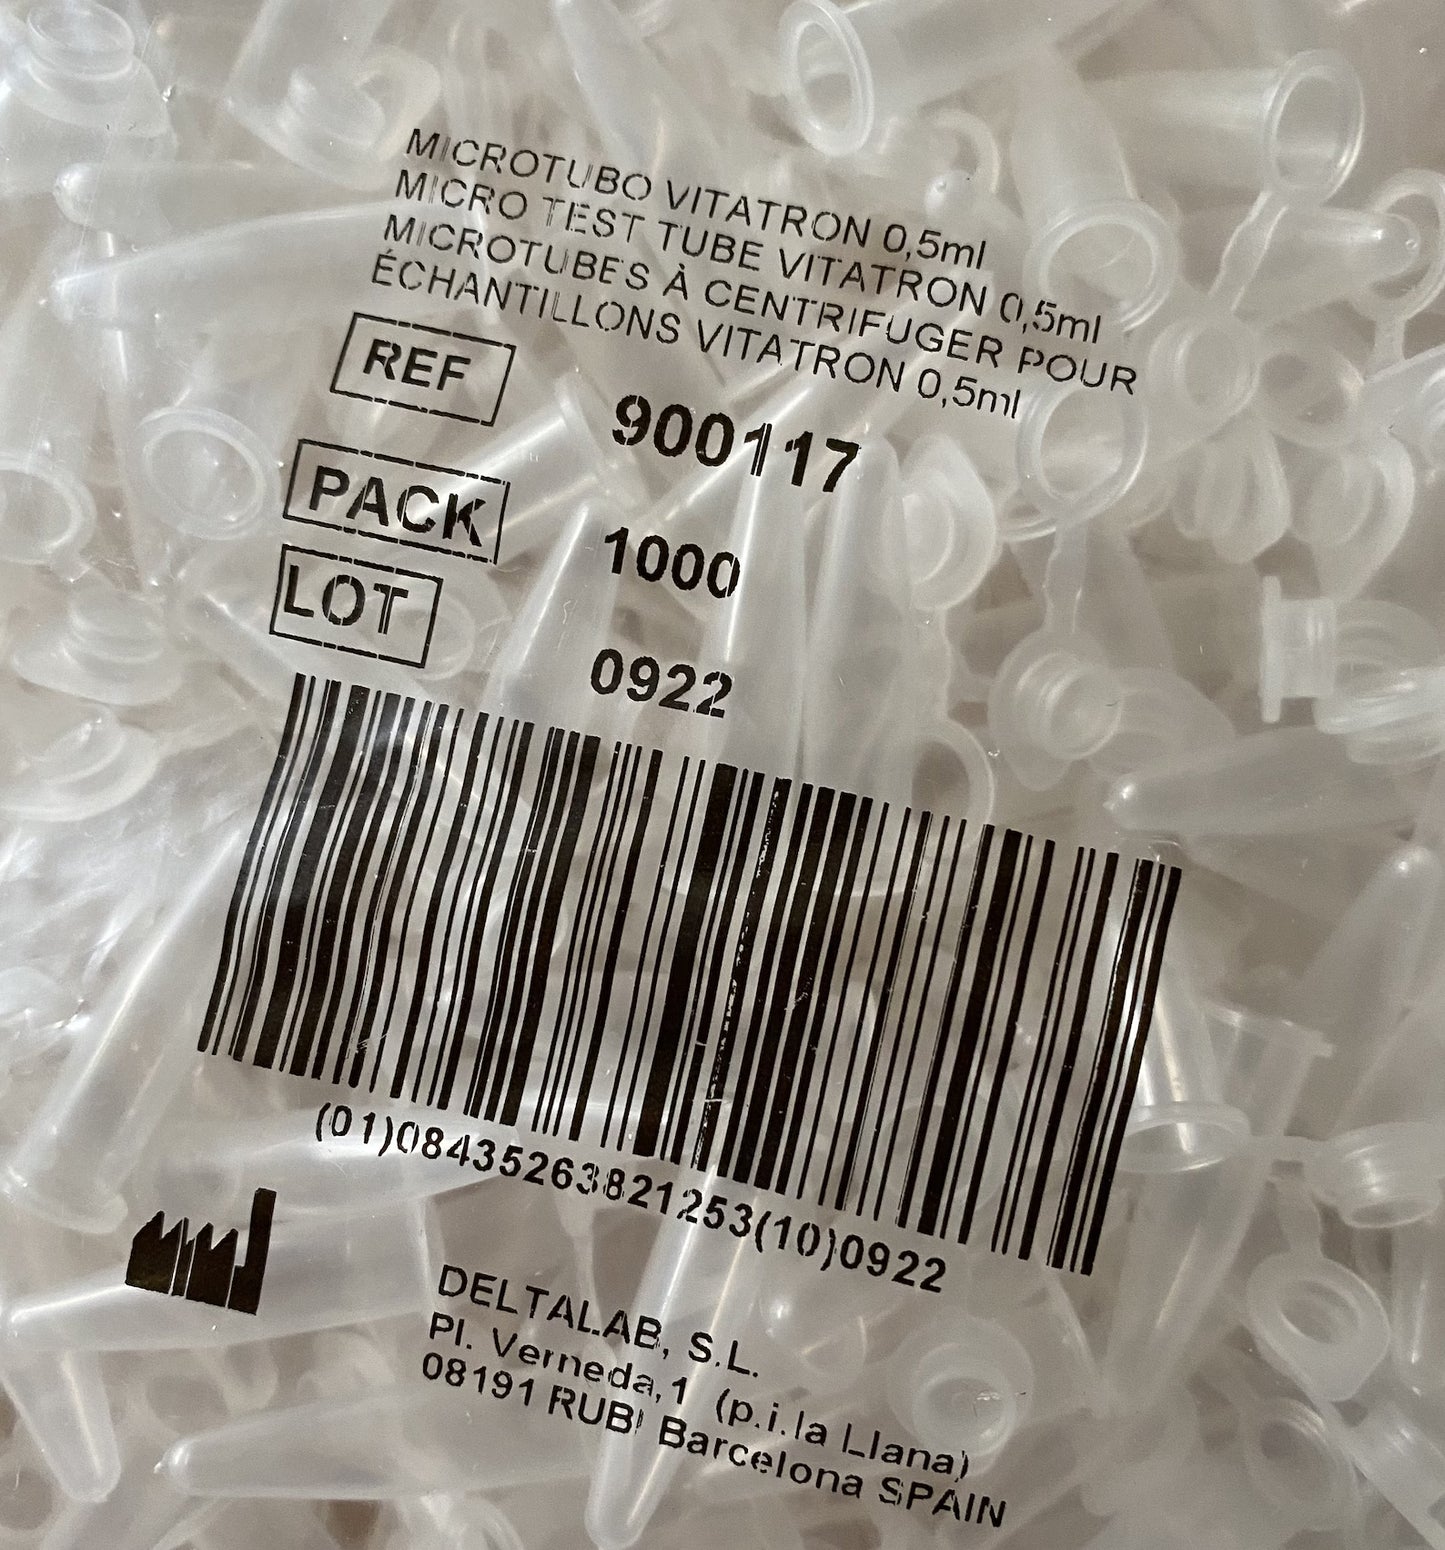 MICROTUBO VITATRON 0,5ml
MICRO TEST TUBE VITATRON 0,5ml
MICROTUBES À CENTRIFUGER POUR
ÉCHANTILLONS VITATRON 0,5ml
REF 900117
PACK 1000
LOT 0922
(01)08435263821253(10)0922
DELTALAB, S.L.
Pl. Verneda,1 (p.i.la Llana)
08191 RUBI Barcelona SPAIN